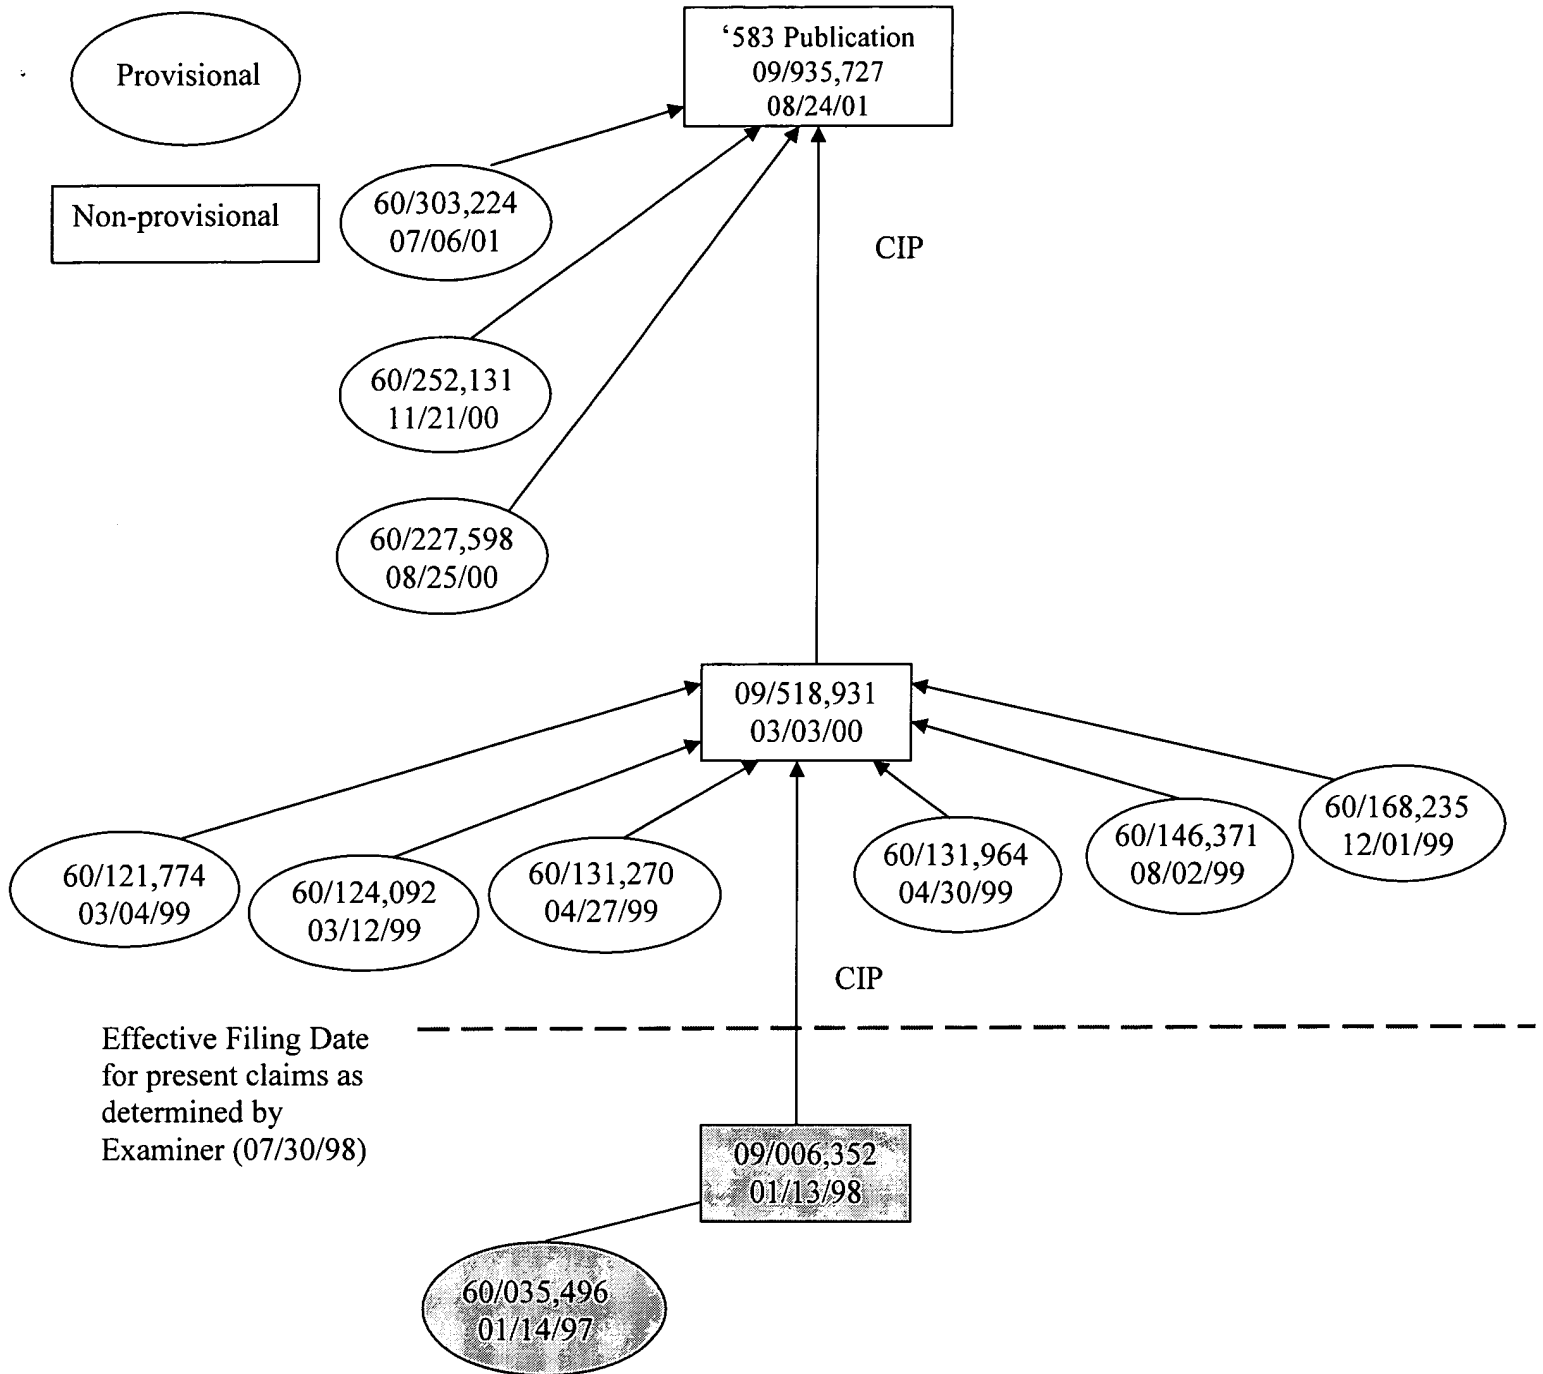 Provisional
‘583 Publication
09/935,727
08/24/01
Non-provisional
60/303,224
07/06/01
CIP
60/252,131
11/21/00
60/227,598
08/25/00
09/518,931
03/03/00
60/121,774
03/04/99
60/124,092
03/12/99
60/131,270
04/27/99
60/131,964
04/30/99
60/146,371
08/02/99
60/168,235
12/01/99
CIP
Effective Filing Date
for present claims as
determined by
Examiner (07/30/98)
09/006,352
01/13/98
60/035,496
01/14/97